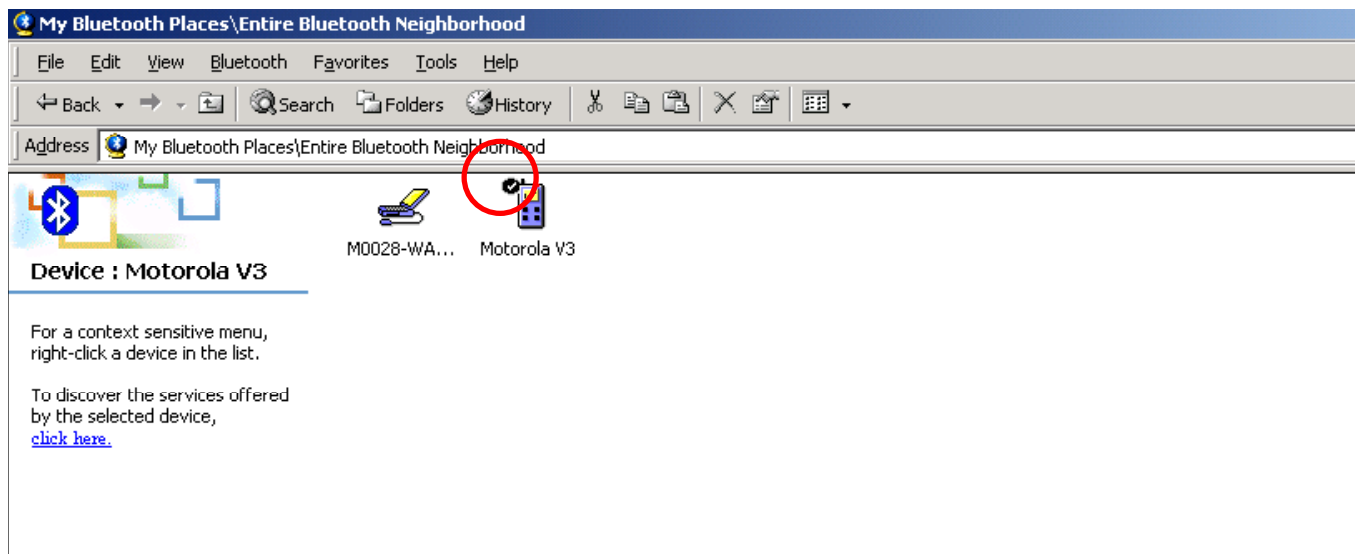 My Bluetooth Places\Entire Bluetooth Neighborhood
File Edit View Bluetooth Favorites Tools Help
Back Search Folders History
Address My Bluetooth Places\Entire Bluetooth Neighborhood
M0028-WA... Motorola V3
Device : Motorola V3
For a context sensitive menu,
right-click a device in the list.
To discover the services offered
by the selected device,
click here.